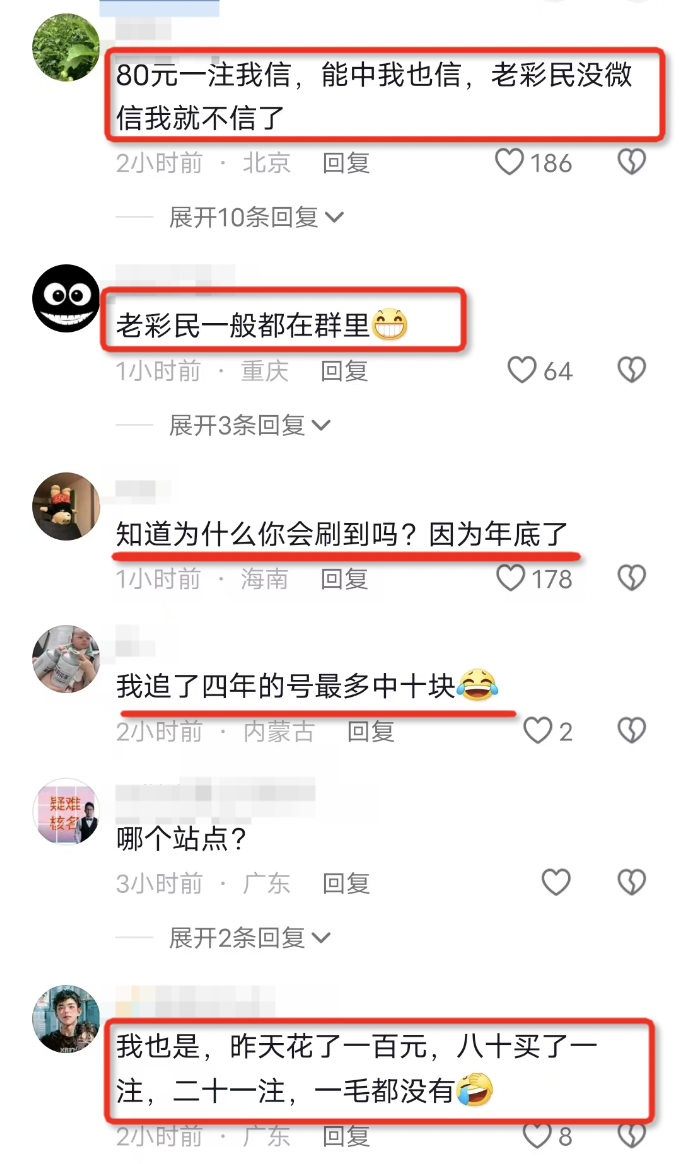 80元一注我信，能中我也信，老彩民没微
信我就不信了
2小时前 · 北京 回复 186
展开10条回复
老彩民一般都在群里😁
1小时前 · 重庆 回复 64
展开3条回复
知道为什么你会刷到吗？因为年底了
1小时前 · 海南 回复 178
我追了四年的号最多中十块😂
2小时前 · 内蒙古 回复 2
疑难
核名
哪个站点？
3小时前 · 广东 回复
展开2条回复
我也是，昨天花了一百元，八十买了一
注，二十一注，一毛都没有🤣
2小时前 · 广东 回复 8